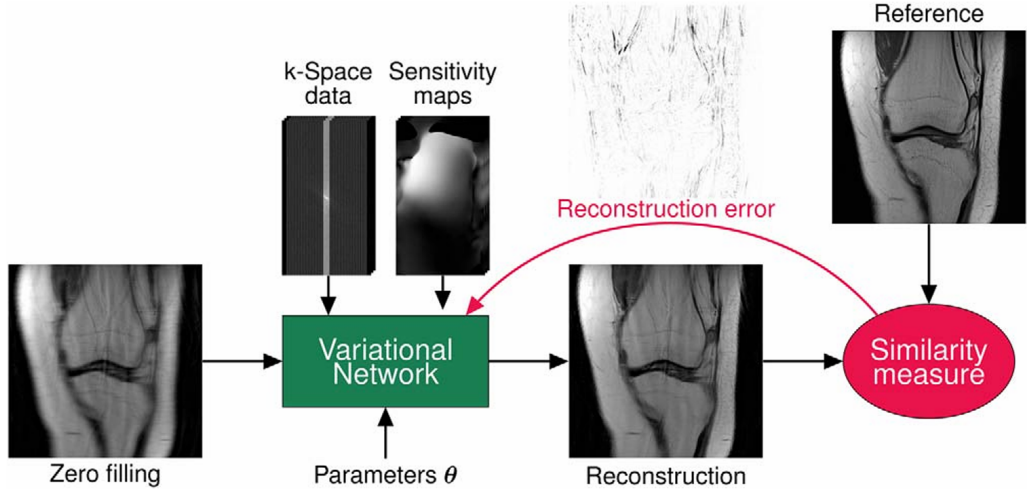 Reference
k-Space
data
Sensitivity
maps
Reconstruction error
Variational
Network
Similarity
measure
Zero filling
Parameters θ
Reconstruction